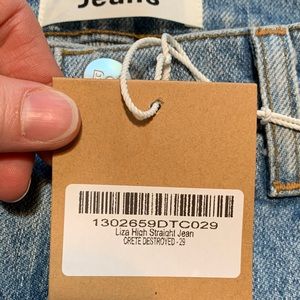 Jeans
1302659DTC029
Liza High Straight Jean
CRETE DESTROYED - 29